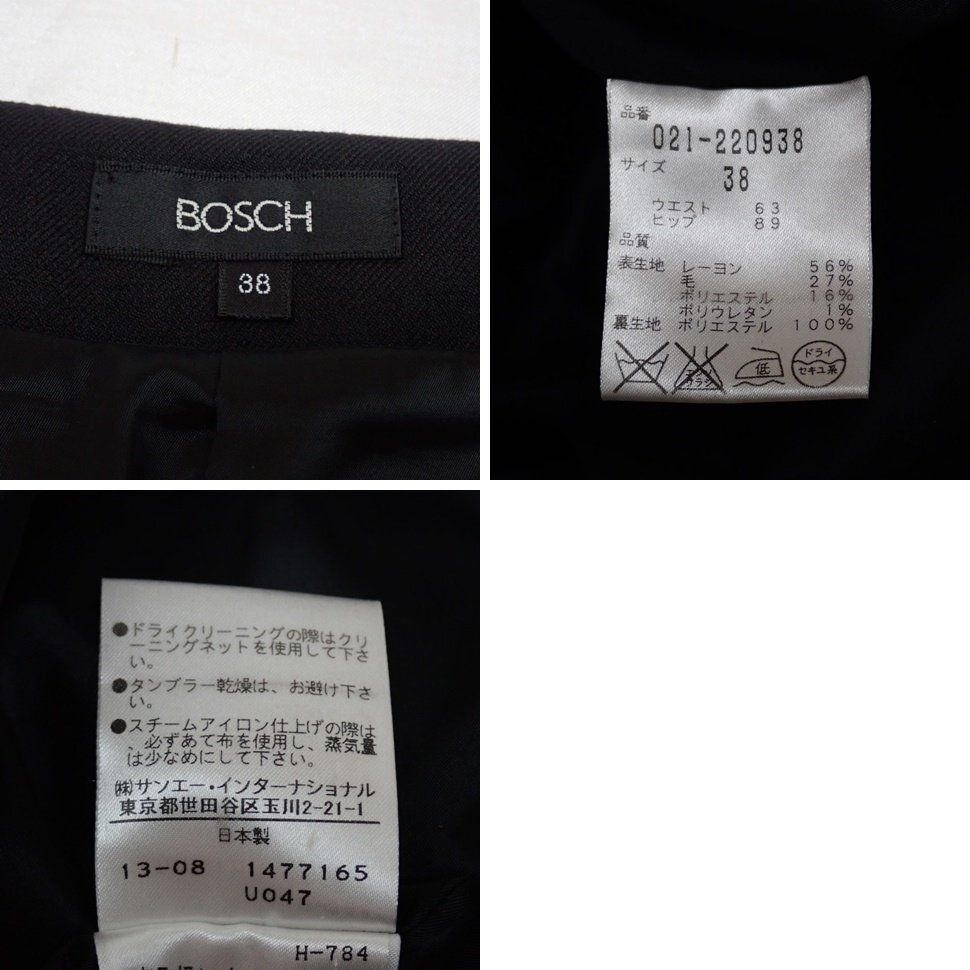 BOSCH
38
品番
021-220938
サイズ
38
ウエスト 63
ヒップ 89
品質
表生地 レーヨン 56%
毛 27%
ポリエステル 16%
ポリウレタン 1%
裏生地 ポリエステル 100%
エンソ
サラシ
低
ドライ
セキユ系
●ドライクリーニングの際はクリ
ーニングネットを使用して下さ
い。
●タンブラー乾燥は、お避け下さ
い。
●スチームアイロン仕上げの際は
、必ずあて布を使用し、蒸気量
は少なめにして下さい。
㈱サンエー・インターナショナル
東京都世田谷区玉川2-21-1
日本製
13-08 1477165
U047
H-784